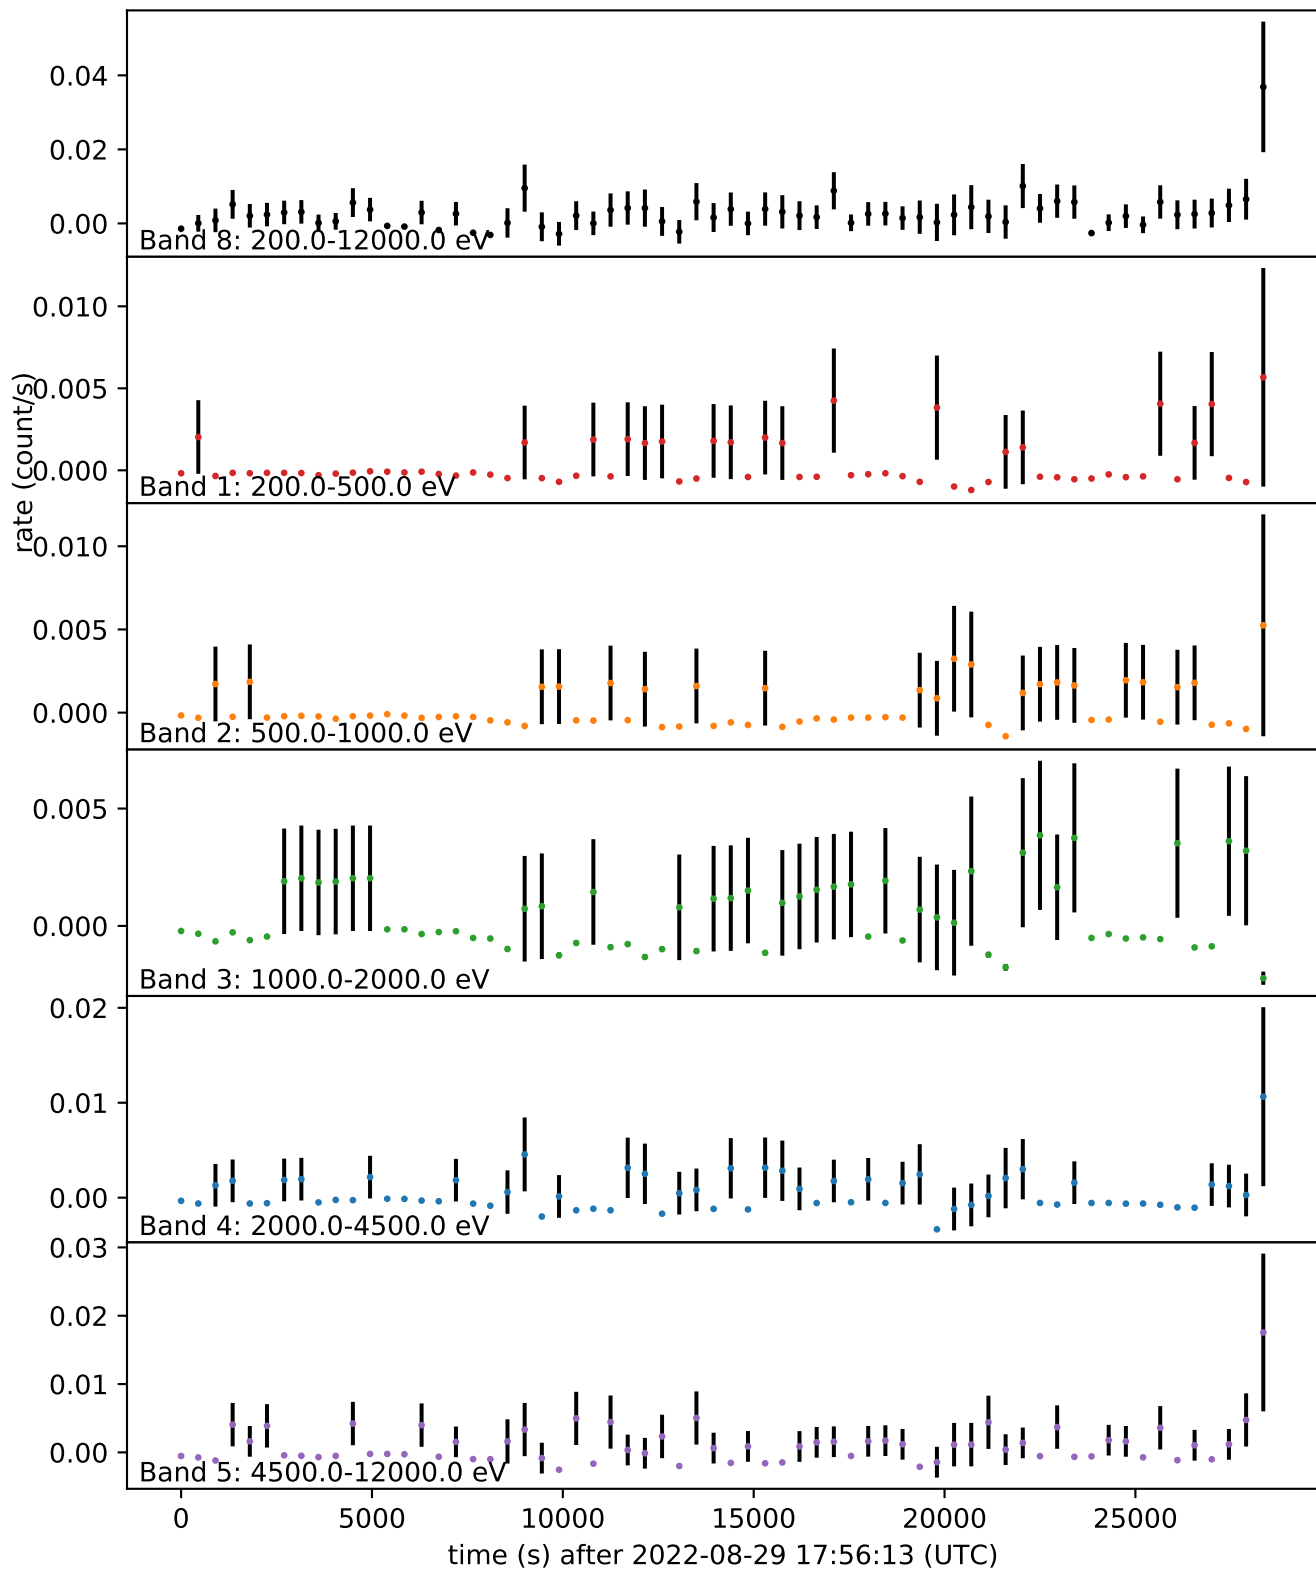 0.04
0.02
0.00
Band 8: 200.0-12000.0 eV
0.010
0.005
0.000
Band 1: 200.0-500.0 eV
rate (count/s)
0.010
0.005
0.000
Band 2: 500.0-1000.0 eV
0.005
0.000
Band 3: 1000.0-2000.0 eV
0.02
0.01
0.00
Band 4: 2000.0-4500.0 eV
0.03
0.02
0.01
0.00
Band 5: 4500.0-12000.0 eV
0 5000 10000 15000 20000 25000
time (s) after 2022-08-29 17:56:13 (UTC)